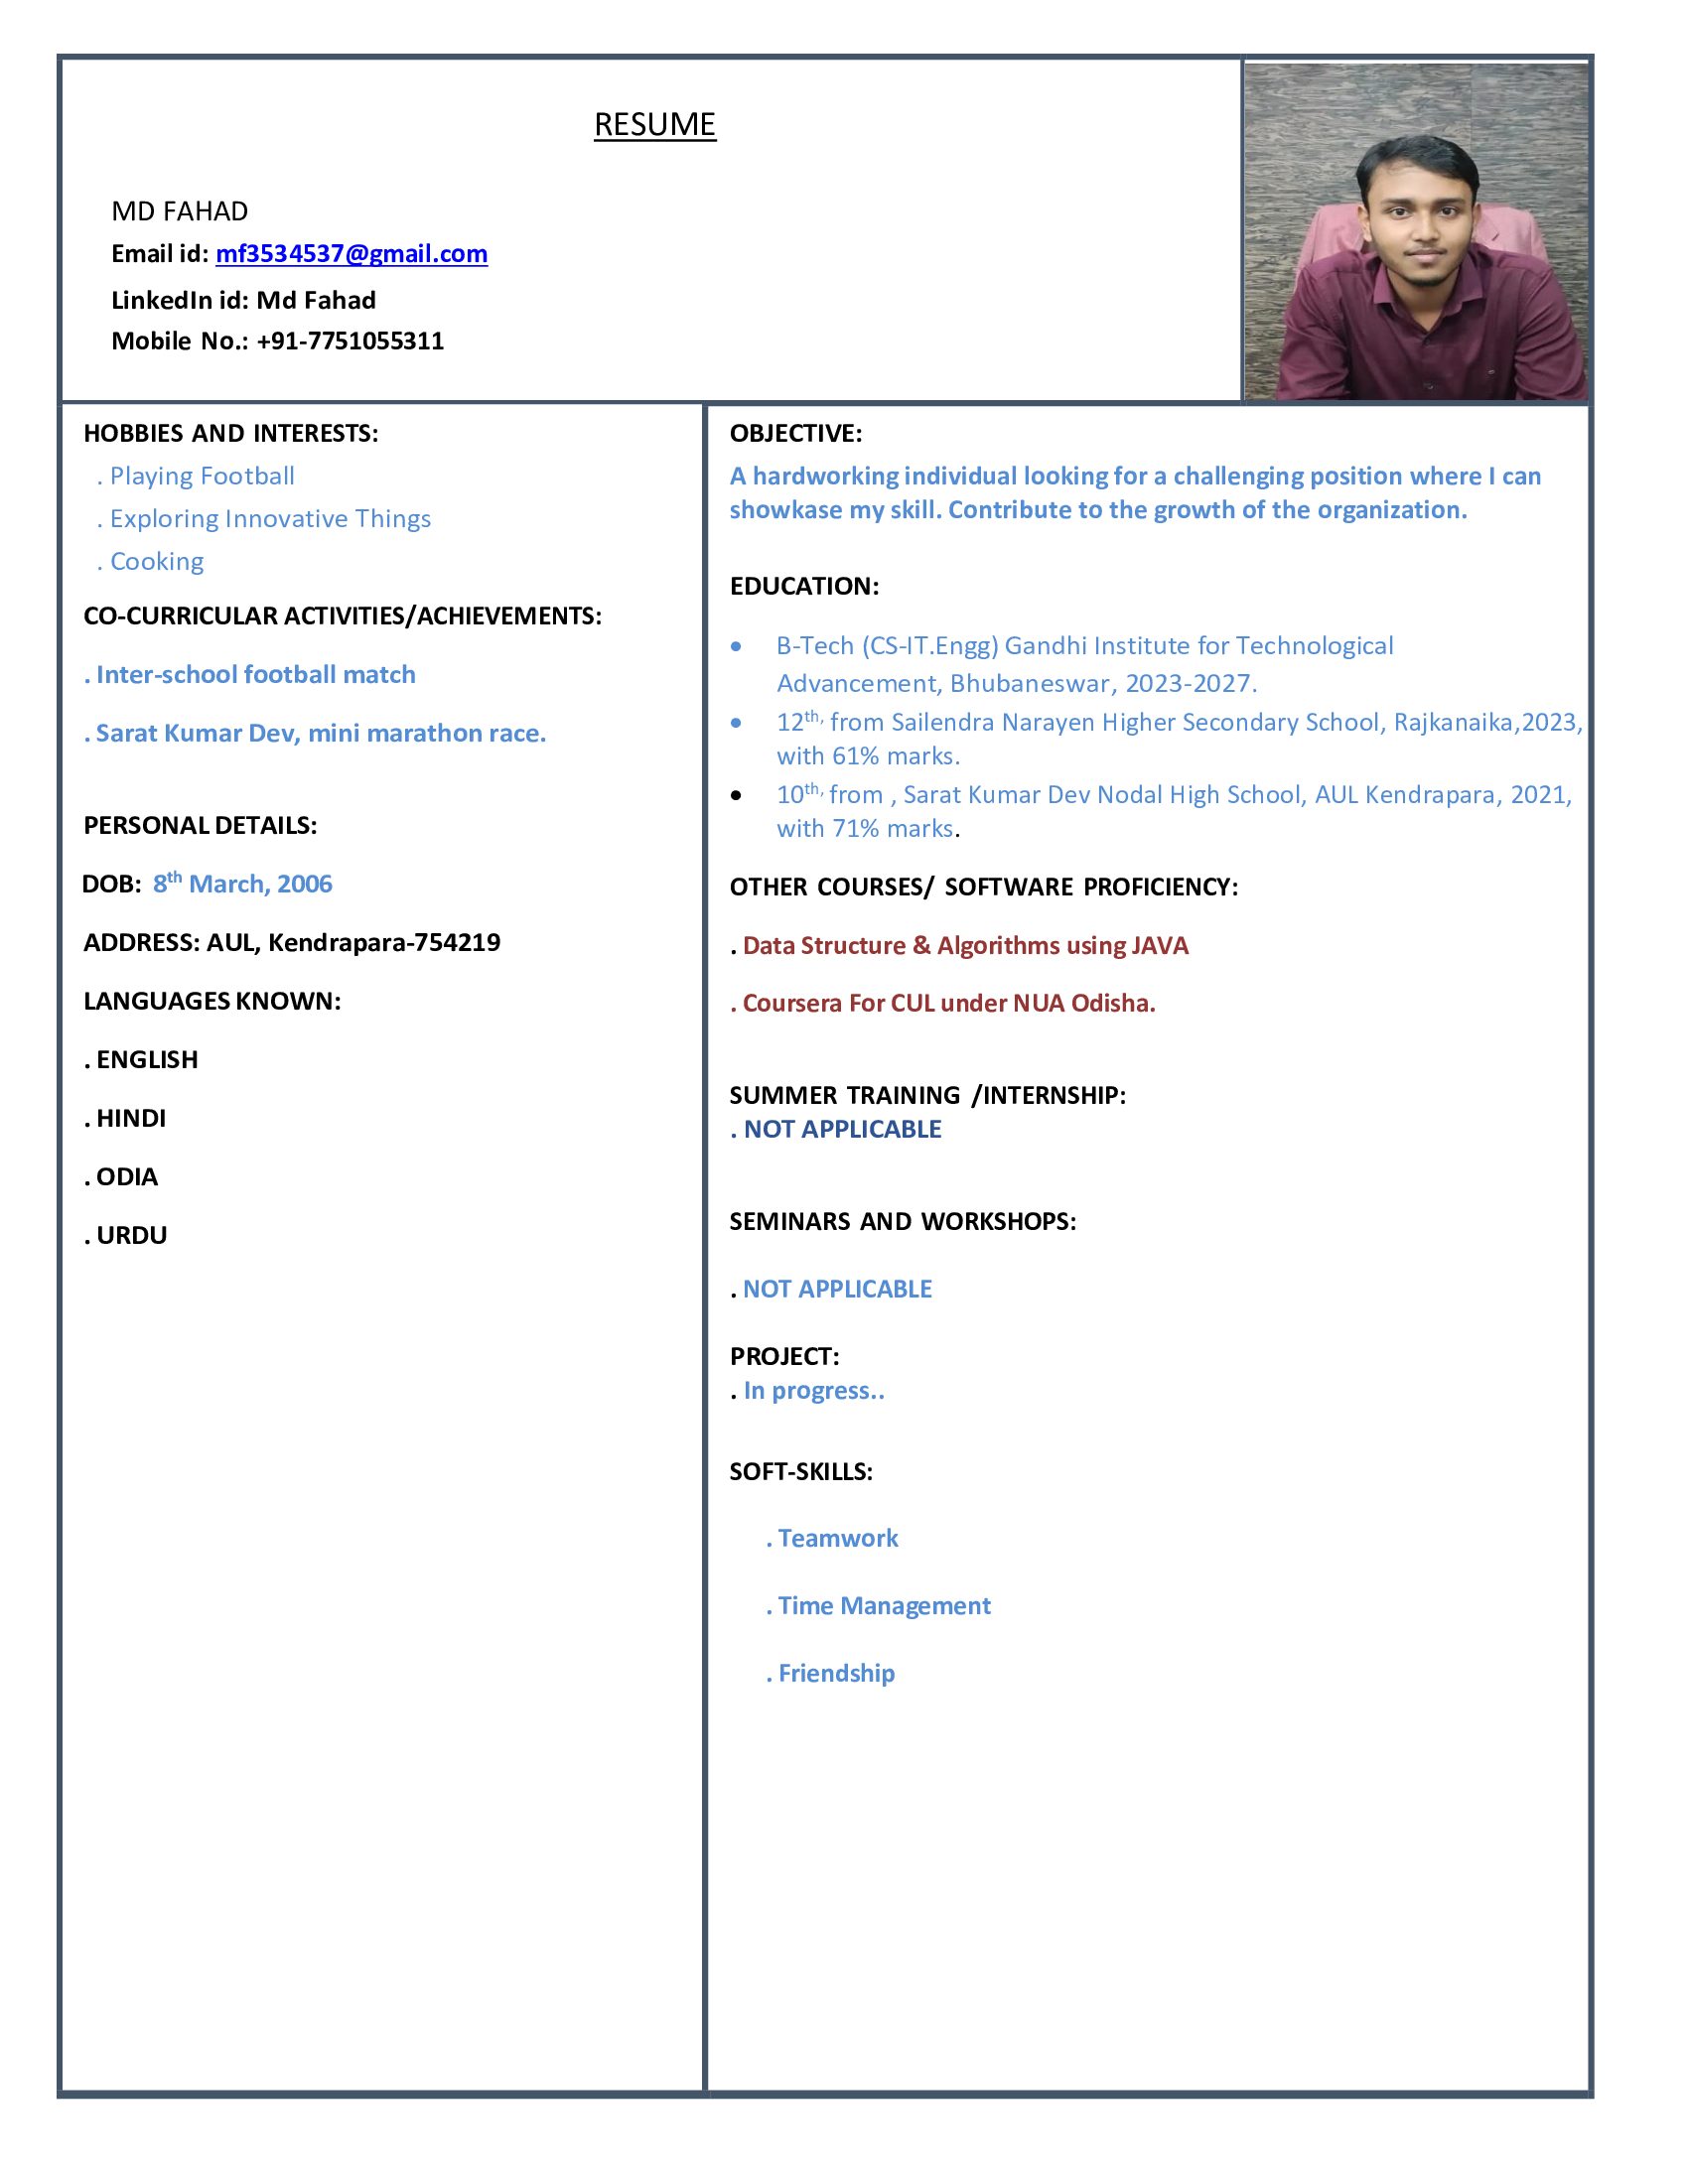 RESUME
MD FAHAD
Email id: mf3534537@gmail.com
LinkedIn id: Md Fahad
Mobile No.: +91-7751055311
HOBBIES AND INTERESTS:
. Playing Football
. Exploring Innovative Things
. Cooking
CO-CURRICULAR ACTIVITIES/ACHIEVEMENTS:
. Inter-school football match
. Sarat Kumar Dev, mini marathon race.
PERSONAL DETAILS:
DOB: 8th March, 2006
ADDRESS: AUL, Kendrapara-754219
LANGUAGES KNOWN:
. ENGLISH
. HINDI
. ODIA
. URDU
OBJECTIVE:
A hardworking individual looking for a challenging position where I can
showkase my skill. Contribute to the growth of the organization.
EDUCATION:
• B-Tech (CS-IT.Engg) Gandhi Institute for Technological
Advancement, Bhubaneswar, 2023-2027.
• 12th, from Sailendra Narayen Higher Secondary School, Rajkanaika,2023,
with 61% marks.
• 10th, from , Sarat Kumar Dev Nodal High School, AUL Kendrapara, 2021,
with 71% marks.
OTHER COURSES/ SOFTWARE PROFICIENCY:
. Data Structure & Algorithms using JAVA
. Coursera For CUL under NUA Odisha.
SUMMER TRAINING /INTERNSHIP:
. NOT APPLICABLE
SEMINARS AND WORKSHOPS:
. NOT APPLICABLE
PROJECT:
. In progress..
SOFT-SKILLS:
. Teamwork
. Time Management
. Friendship